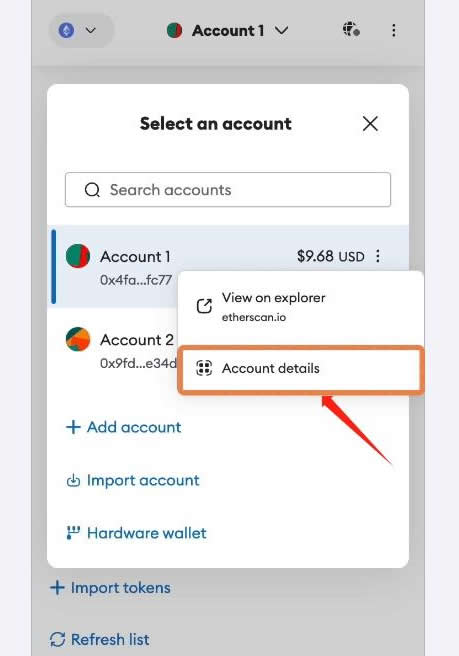 Account 1
Select an account
Search accounts
Account 1
$9.68 USD
0x4fa...fc77
View on explorer
etherscan.io
Account 2
0x9fd...e34d
Account details
Add account
Import account
Hardware wallet
Import tokens
Refresh list